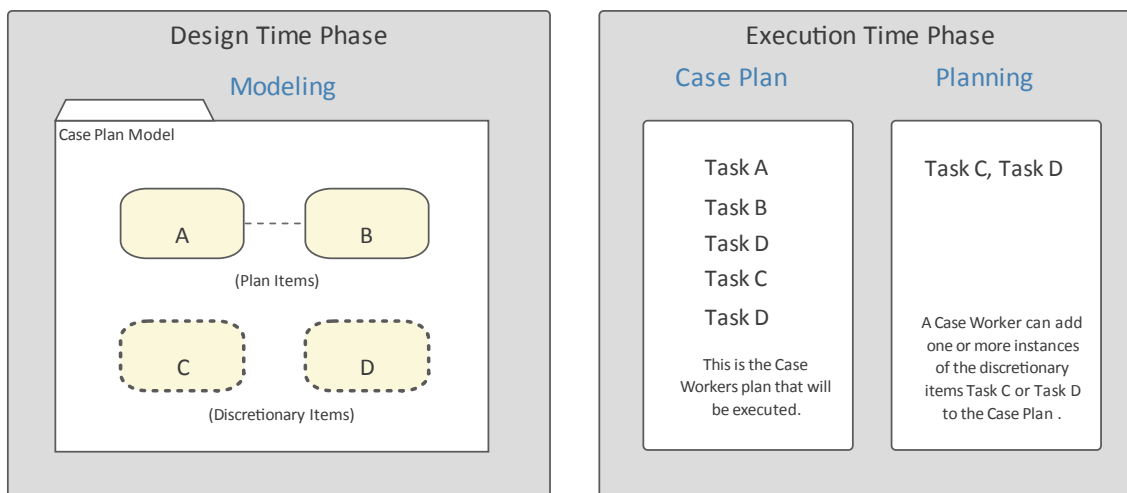 Design Time Phase
Modeling
Case Plan Model
A
B
(Plan Items)
C
D
(Discretionary Items)
Execution Time Phase
Case Plan
Task A
Task B
Task D
Task C
Task D
This is the Case
Workers plan that will
be executed.
Planning
Task C, Task D
A Case Worker can add
one or more instances
of the discretionary
items Task C or Task D
to the Case Plan .